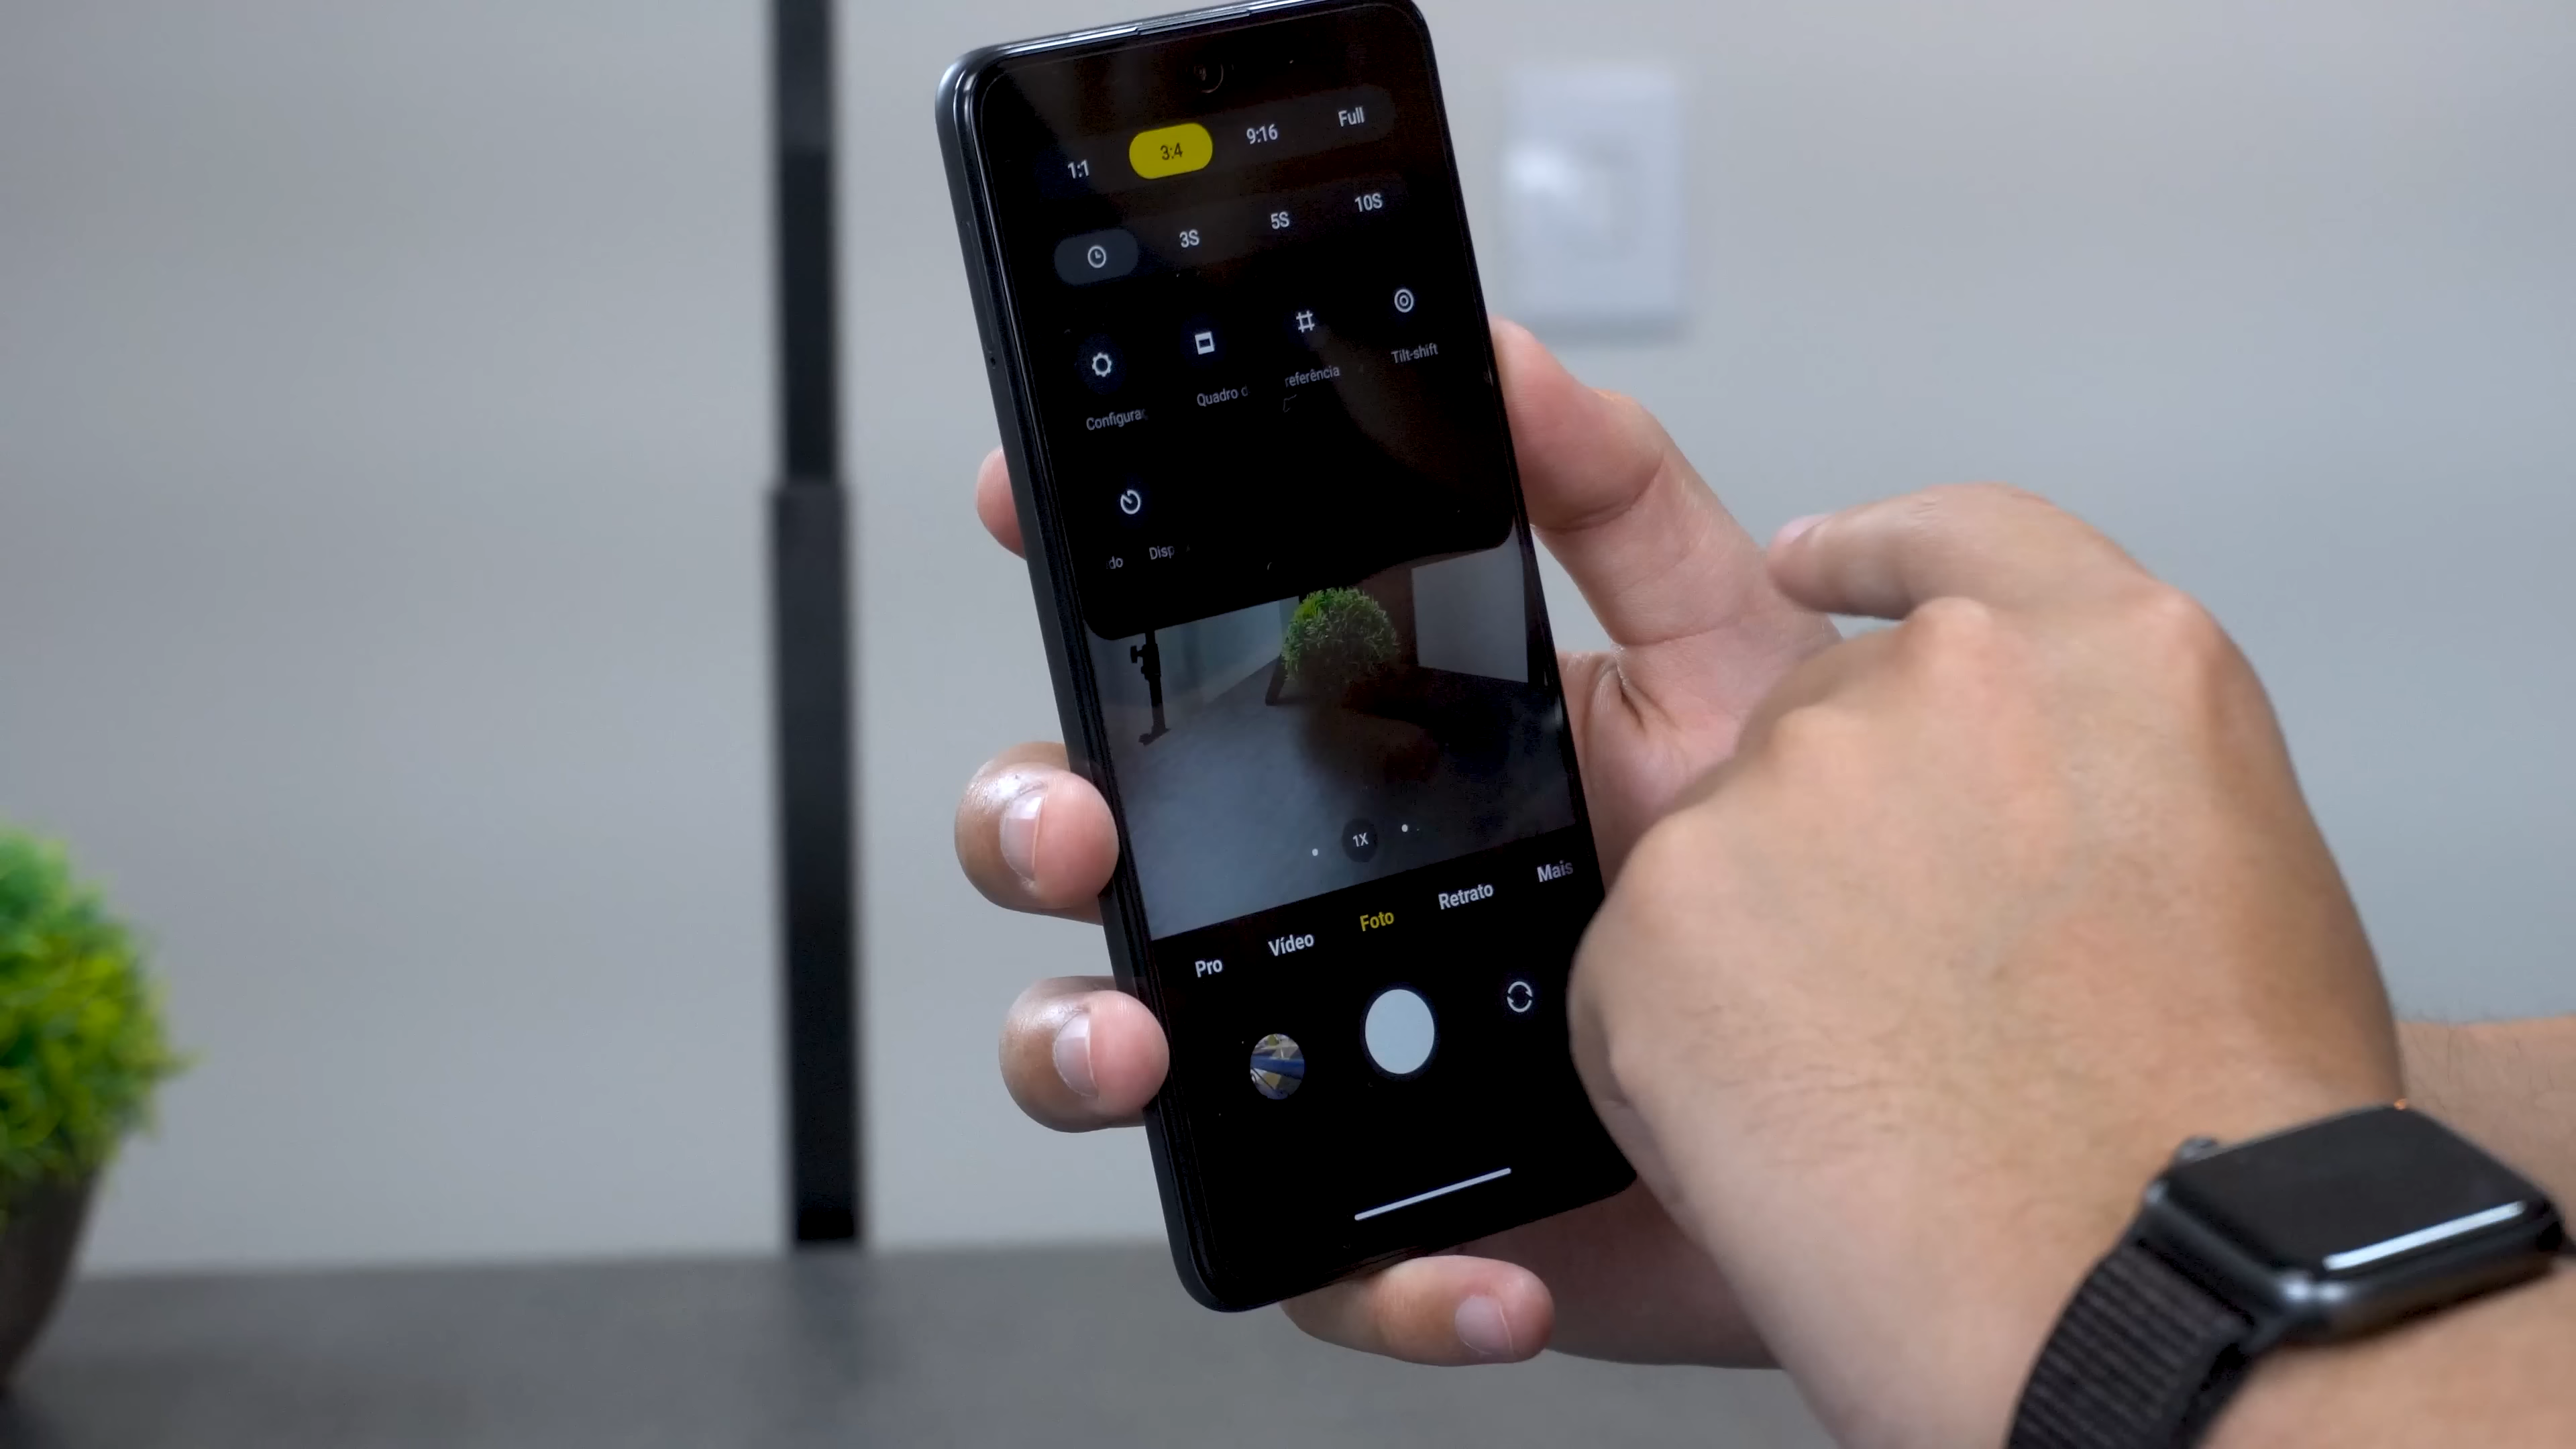 1:1 3:4 9:16 Full
3S 5S 10S
Configura Quadro d referência Tilt-shift
do Disp
1X
Pro Vídeo Foto Retrato Mais